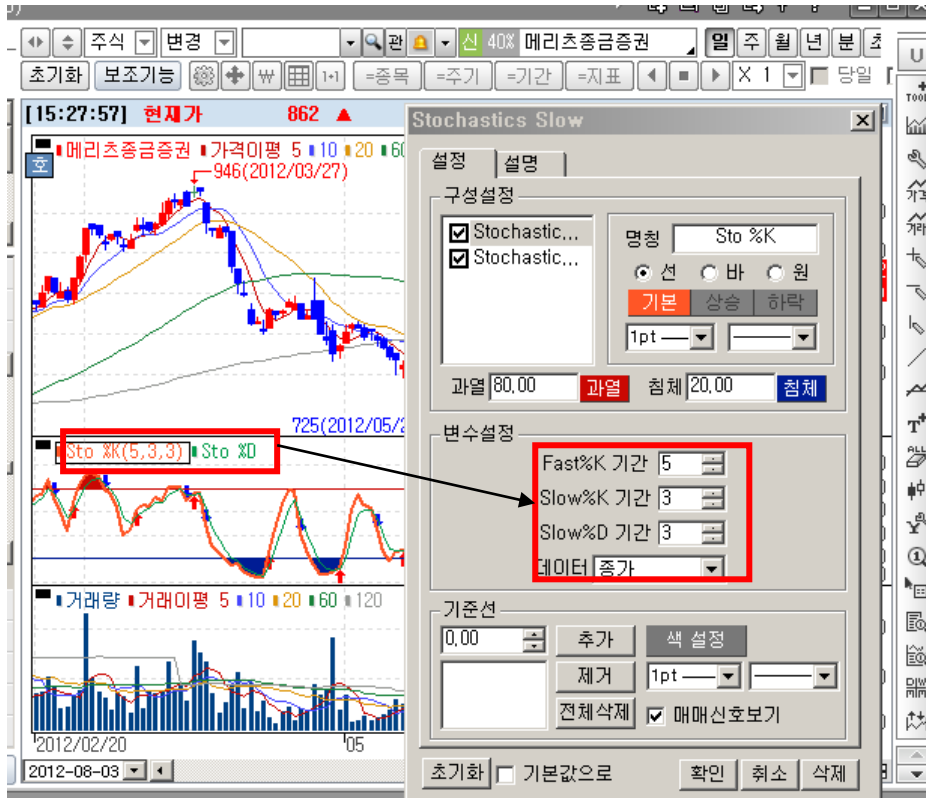 주식 변경 관 신 40% 메리츠종금증권 일 주 월 년 분 초
초기화 보조기능 ₩ 1+1 =종목 =주기 =기간 =지표 X 1 당일
[15:27:57] 현재가 862 ▲
호
메리츠종금증권 가격이평 5 10 20 60
946(2012/03/27)
725(2012/05/2
Sto %K(5,3,3) Sto %D
거래량 거래이평 5 10 20 60 120
2012/02/20 '05
2012-08-03
Stochastics Slow
설정 설명
구성설정
Stochastic...
Stochastic...
명칭 Sto %K
선 바 원
기본 상승 하락
1pt
과열 80,00 과열 침체 20,00 침체
변수설정
Fast%K 기간 5
Slow%K 기간 3
Slow%D 기간 3
데이터 종가
기준선
0,00 추가 색 설정
제거 1pt
전체삭제 매매신호보기
초기화 기본값으로 확인 취소 삭제
U
TOOL
T
ALL